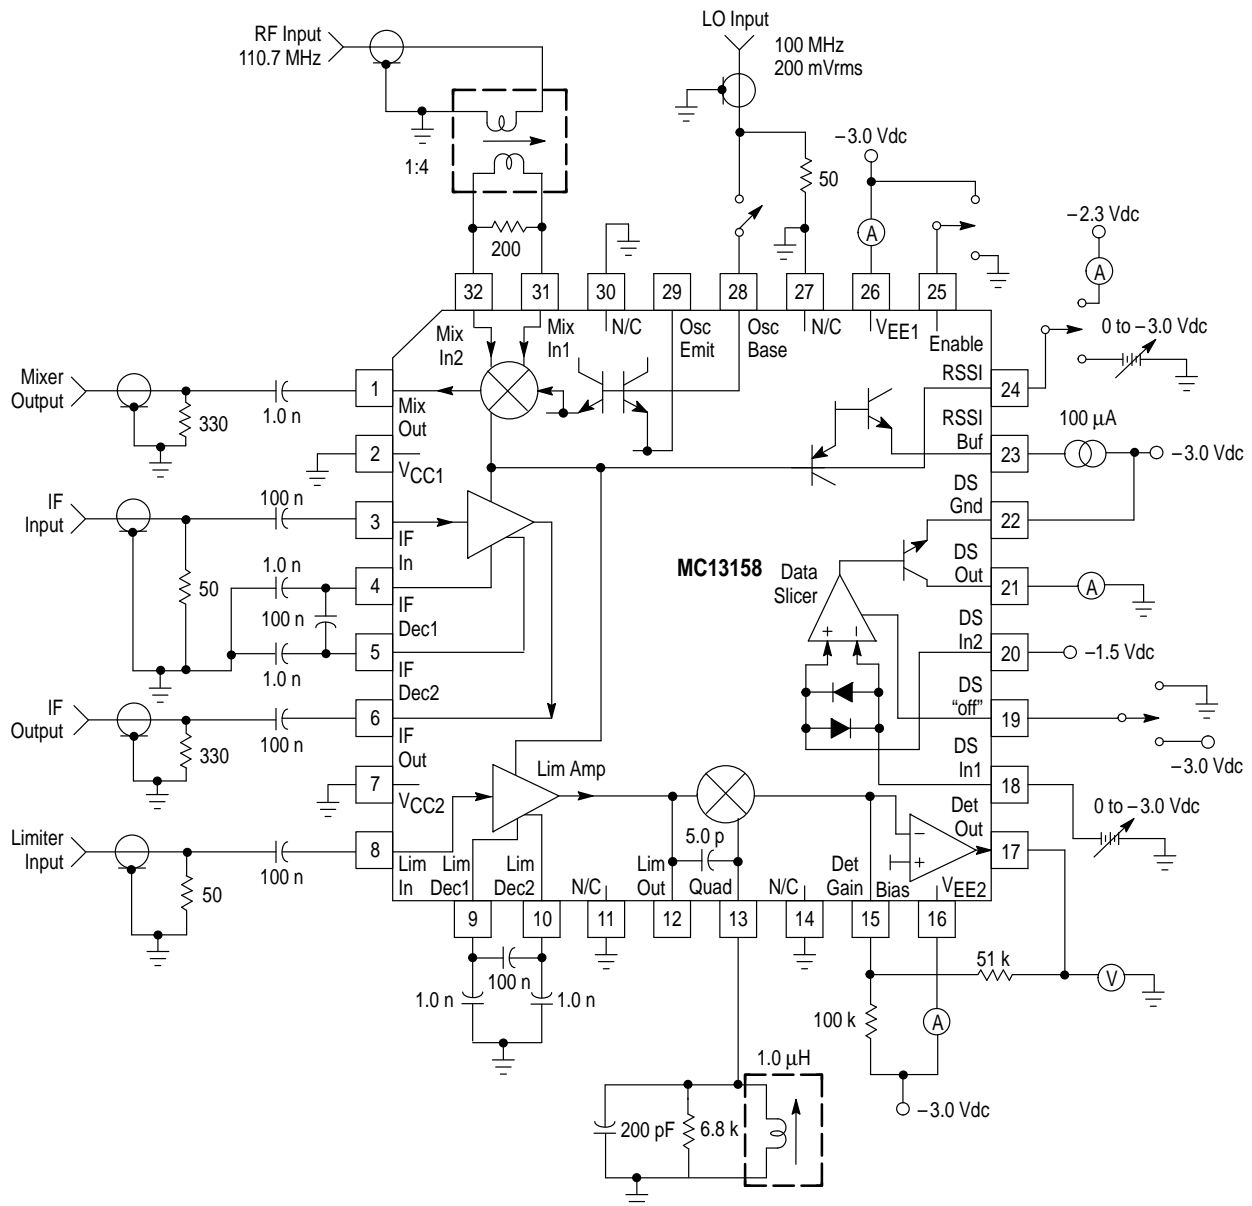 RF Input
110.7 MHz
LO Input
100 MHz
200 mVrms
1:4
200
50
–3.0 Vdc
A
–2.3 Vdc
A
0 to –3.0 Vdc
32
31
30
29
28
27
26
25
Mix
In2
Mix
In1
N/C
Osc
Emit
Osc
Base
N/C
VEE1
Enable
Mixer
Output
1.0 n
330
1
Mix
Out
2
VCC1
IF
Input
100 n
3
IF
In
1.0 n
50
100 n
4
IF
Dec1
1.0 n
5
IF
Dec2
IF
Output
100 n
330
6
IF
Out
7
VCC2
Limiter
Input
100 n
50
8
Lim
In
RSSI
24
RSSI
Buf
23
100 µA
–3.0 Vdc
DS
Gnd
22
MC13158
Data
Slicer
+
–
DS
Out
21
A
DS
In2
20
–1.5 Vdc
DS
“off”
19
–3.0 Vdc
DS
In1
18
0 to –3.0 Vdc
Det
Out
17
Lim Amp
5.0 p
–
+
Lim
Dec1
Lim
Dec2
N/C
Lim
Out
Quad
N/C
Det
Gain
Bias
VEE2
9
10
11
12
13
14
15
16
100 n
1.0 n
1.0 n
51 k
V
100 k
A
–3.0 Vdc
1.0 µH
200 pF
6.8 k